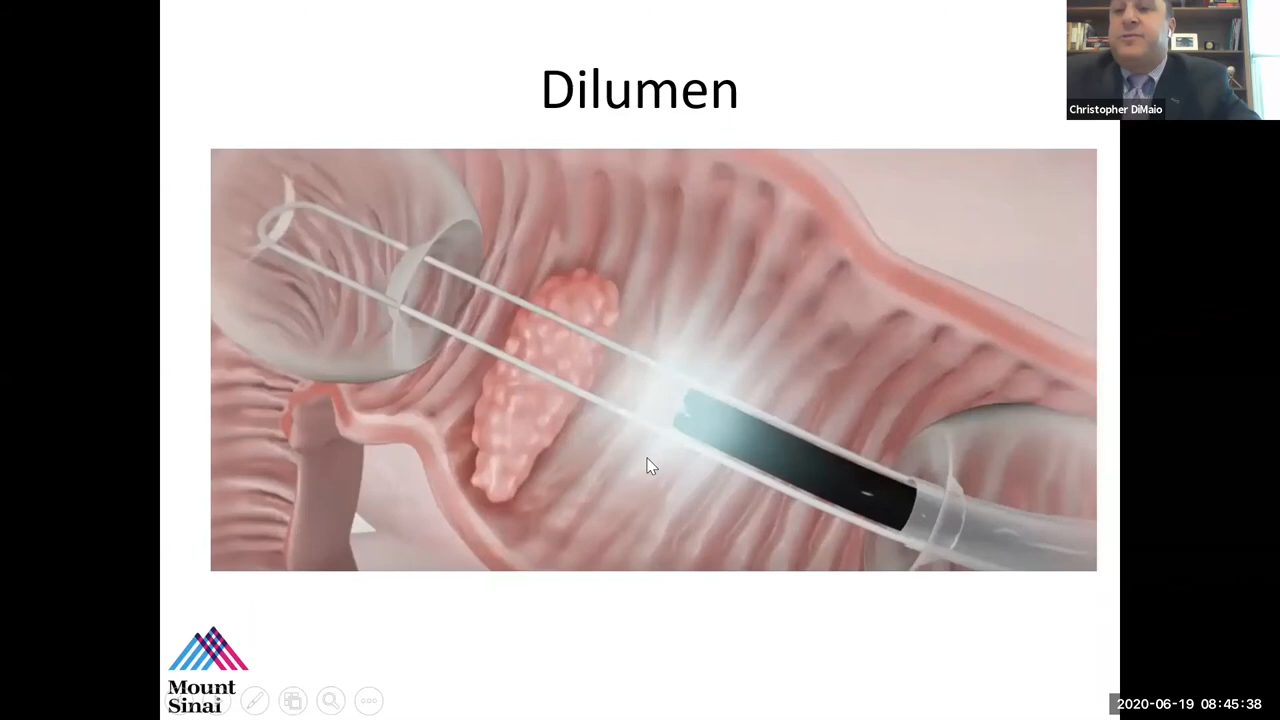 Dilumen
Christopher DiMaio
Mount
Sinai
2020-06-19 08:45:38